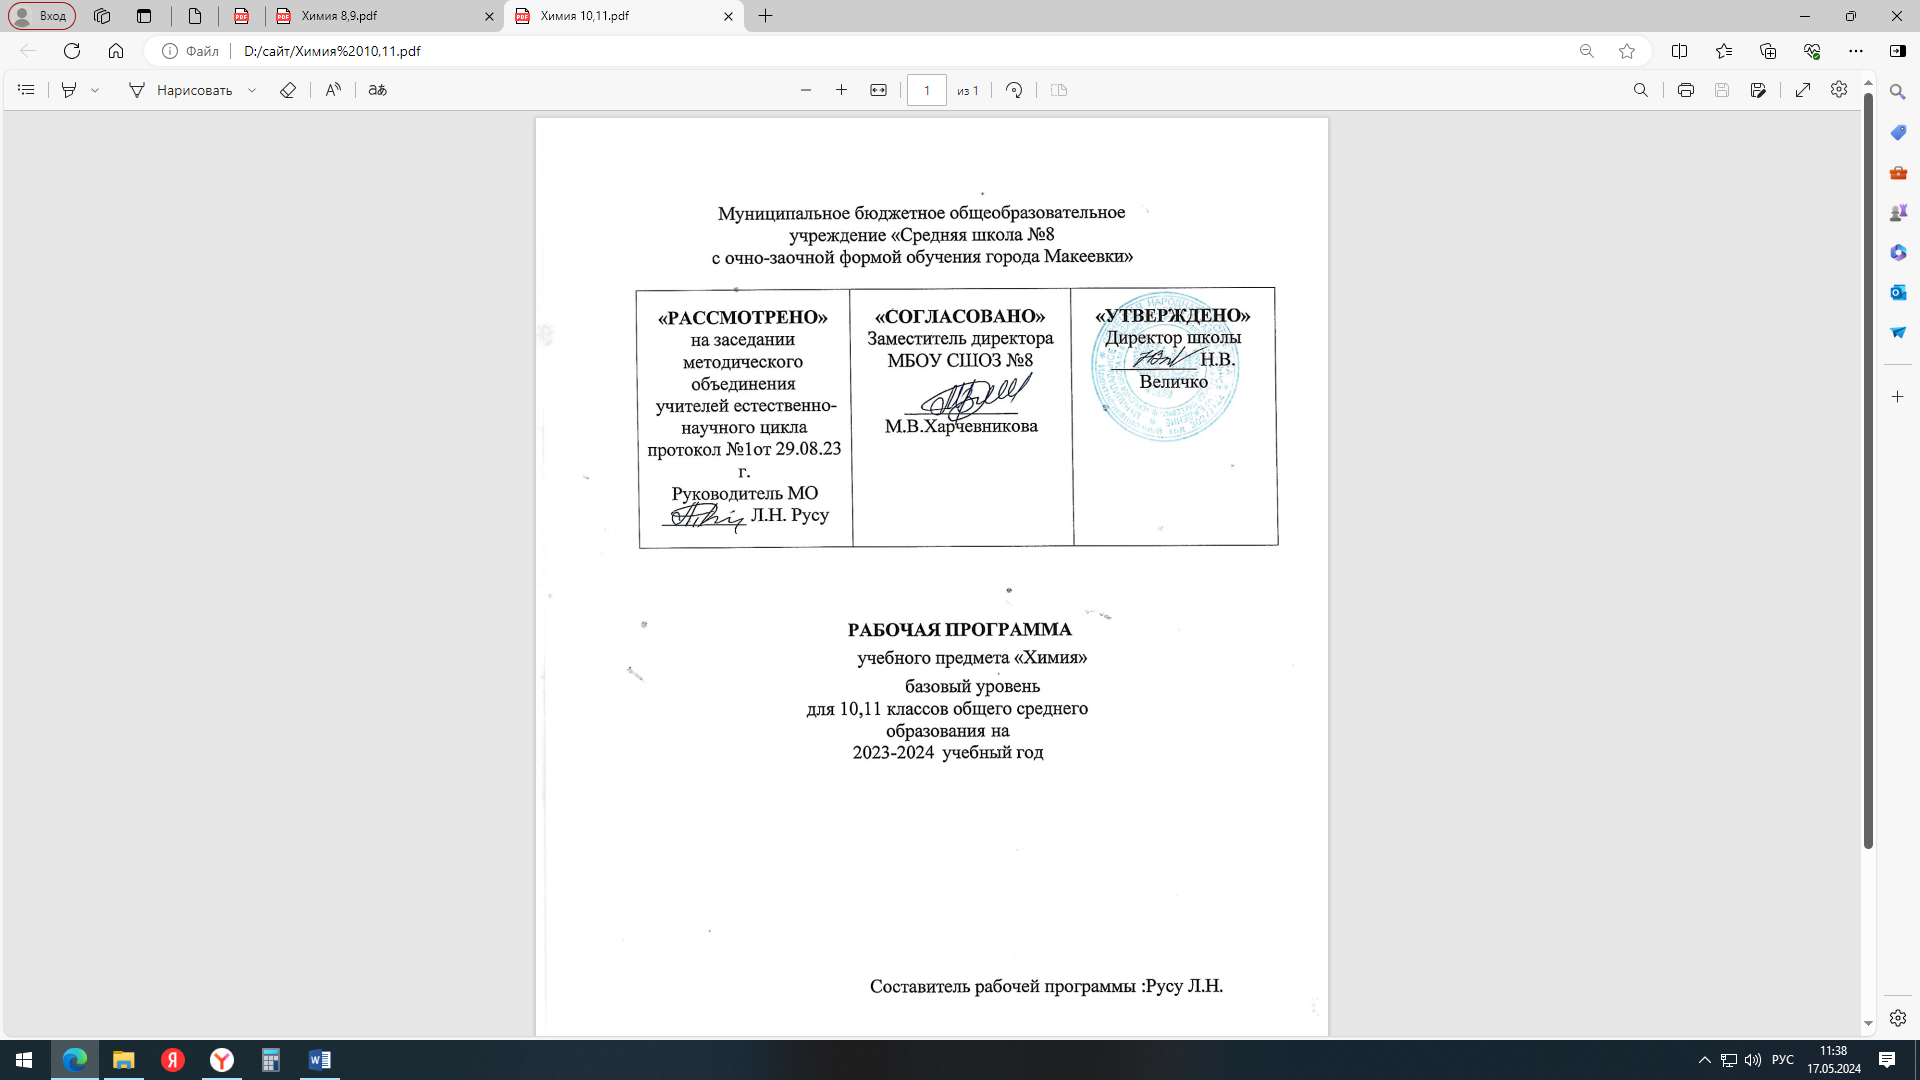 Вход
Химия 8,9.pdf
Химия 10,11.pdf
Файл
D:/сайт/Химия%2010,11.pdf
Нарисовать
1
из 1
Муниципальное бюджетное общеобразовательное
учреждение «Средняя школа №8
с очно-заочной формой обучения города Макеевки»
«РАССМОТРЕНО»
на заседании
методического
объединения
учителей естественно-
научного цикла
протокол №1от 29.08.23
г.
Руководитель МО
Л.Н. Русу
«СОГЛАСОВАНО»
Заместитель директора
МБОУ СШОЗ №8
М.В.Харчевникова
«УТВЕРЖДЕНО»
Директор школы
Н.В.
Величко
РАБОЧАЯ ПРОГРАММА
учебного предмета «Химия»
базовый уровень
для 10,11 классов общего среднего
образования на
2023-2024 учебный год
Составитель рабочей программы :Русу Л.Н.
РУС
11:38
17.05.2024